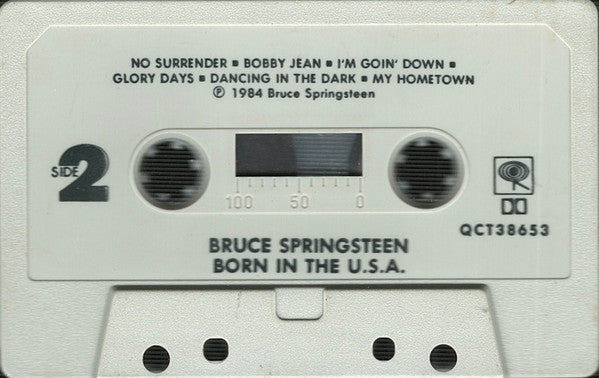 NO SURRENDER ▪ BOBBY JEAN ▪ I'M GOIN' DOWN ▪
GLORY DAYS ▪ DANCING IN THE DARK ▪ MY HOMETOWN
℗ 1984 Bruce Springsteen
SIDE 2
100 50 0
QCT38653
BRUCE SPRINGSTEEN
BORN IN THE U.S.A.